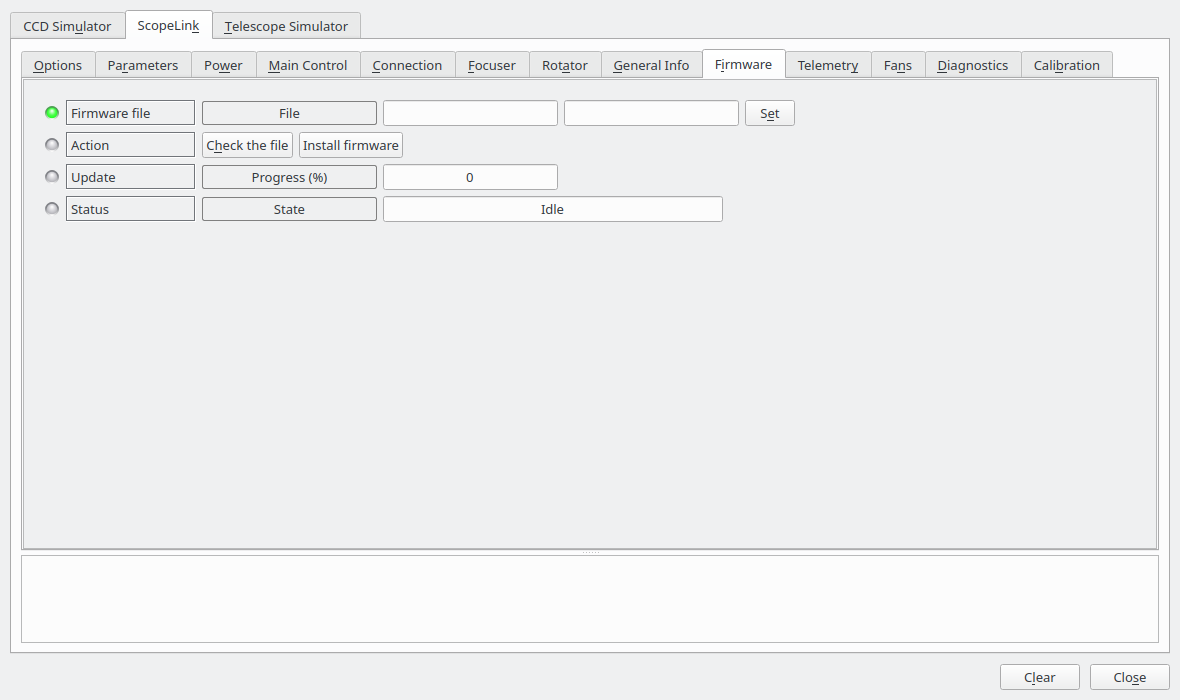 CCD Simulator ScopeLink Telescope Simulator
Options Parameters Power Main Control Connection Focuser Rotator General Info Firmware Telemetry Fans Diagnostics Calibration
Firmware file File Set
Action Check the file Install firmware
Update Progress (%) 0
Status State Idle
Clear Close